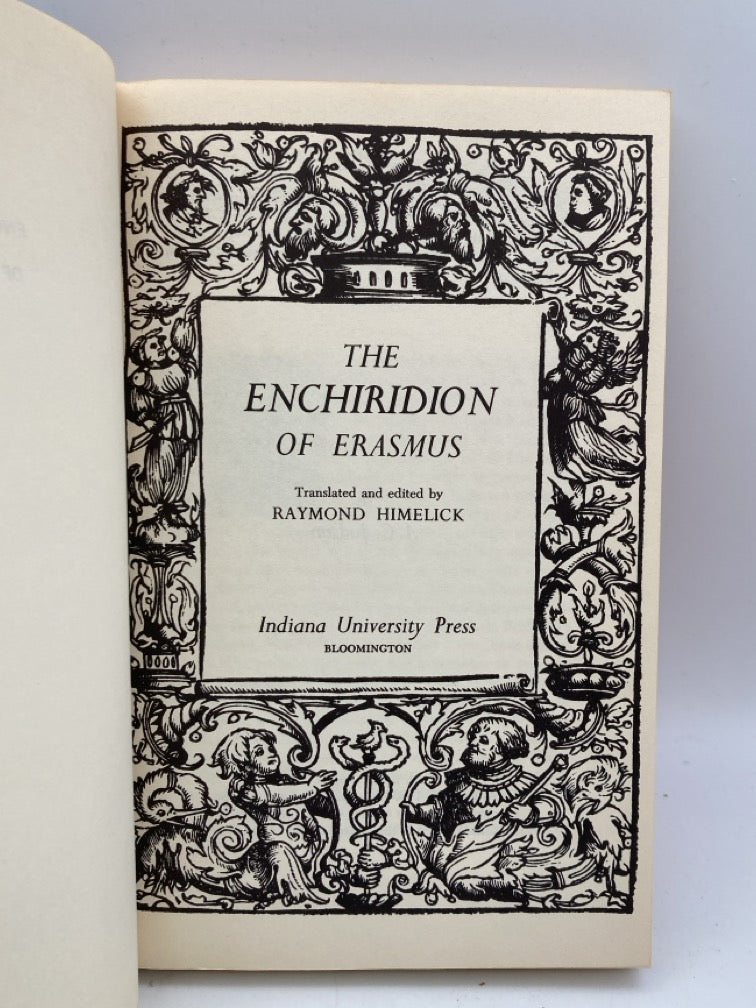 THE
ENCHIRIDION
OF ERASMUS
Translated and edited by
RAYMOND HIMELICK
Indiana University Press
BLOOMINGTON